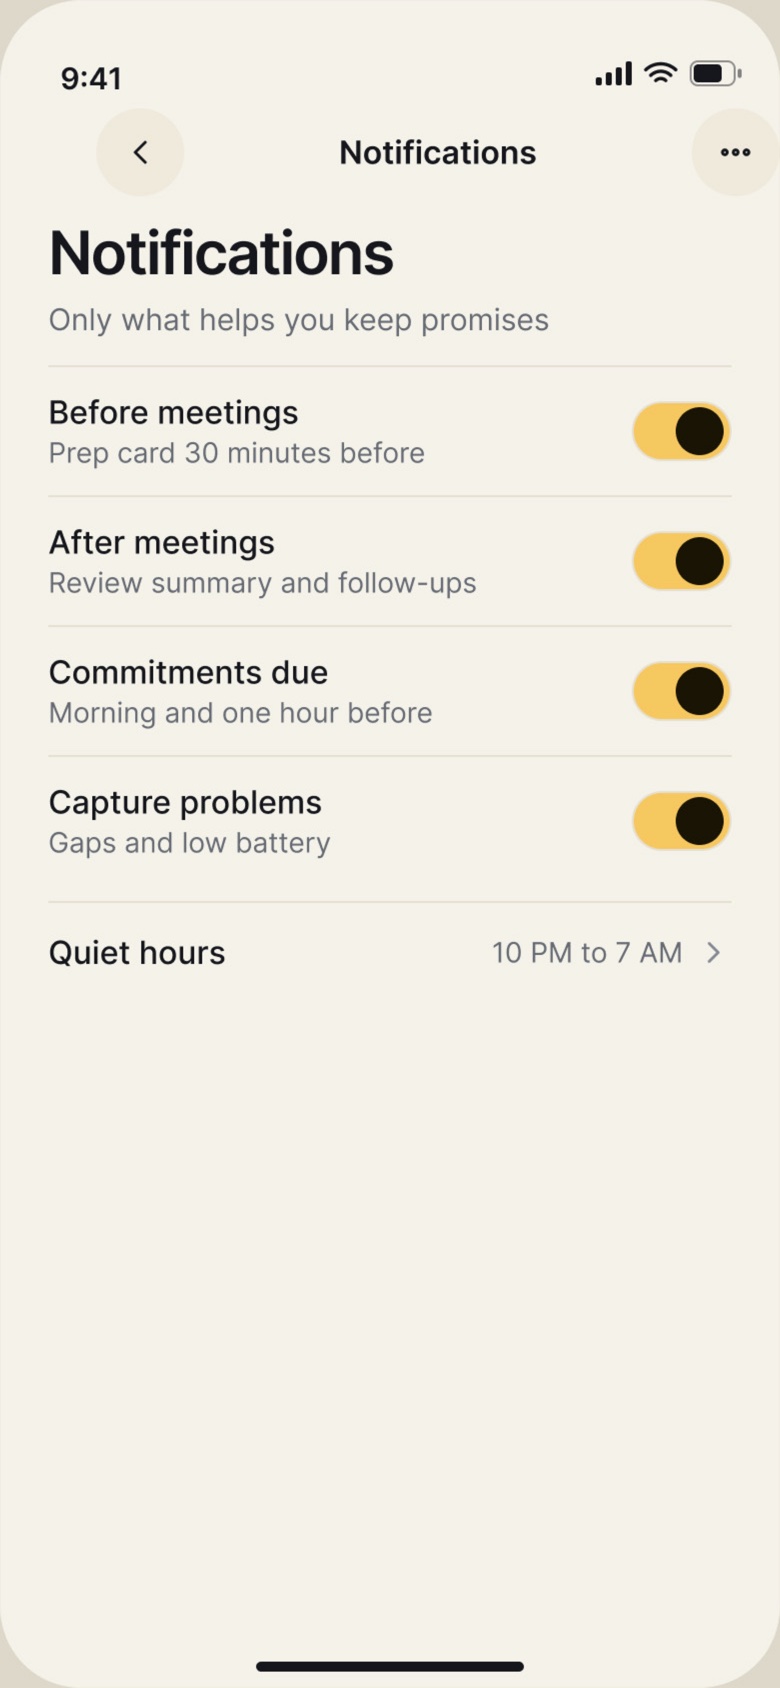 9:41
Notifications
Notifications
Only what helps you keep promises
Before meetings
Prep card 30 minutes before
After meetings
Review summary and follow-ups
Commitments due
Morning and one hour before
Capture problems
Gaps and low battery
Quiet hours 10 PM to 7 AM